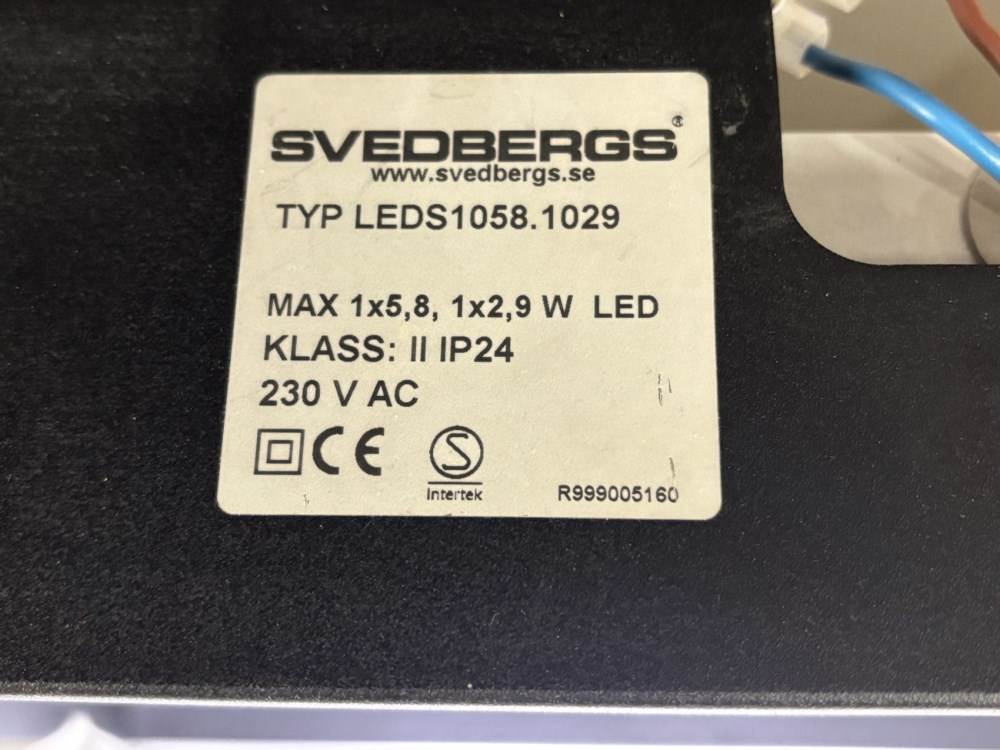 SVEDBERGS®
www.svedbergs.se
TYP LEDS1058.1029
MAX 1x5,8, 1x2,9 W LED
KLASS: II IP24
230 V AC
CE S
Intertek R999005160